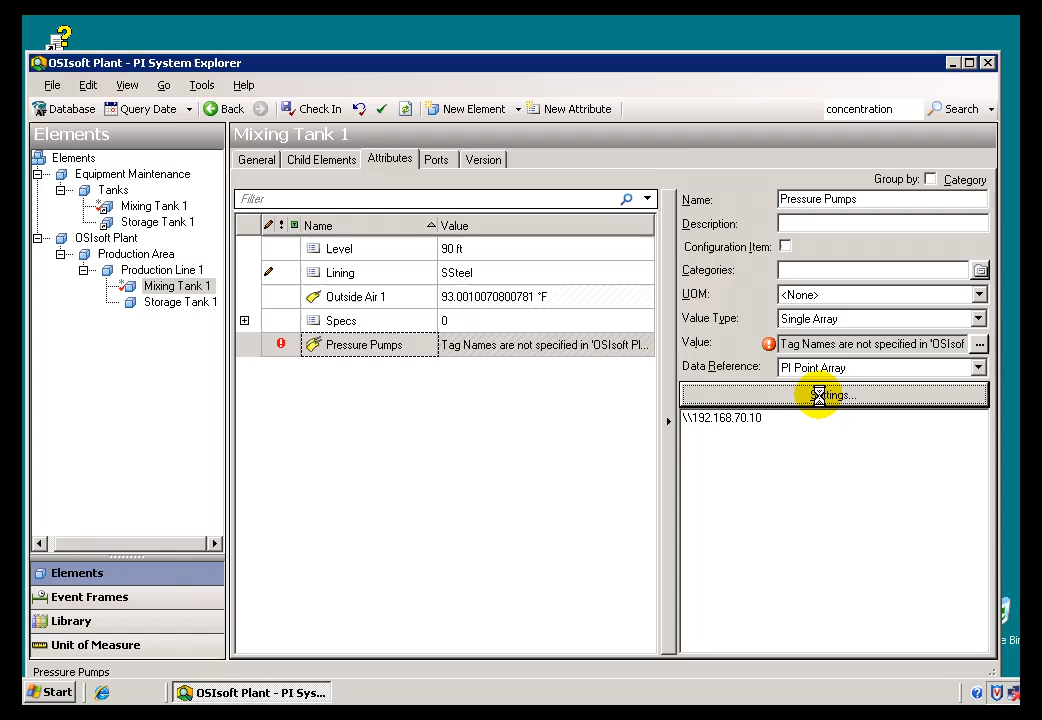 OSIsoft Plant - PI System Explorer
File Edit View Go Tools Help
Database Query Date Back Check In New Element New Attribute concentration Search
Elements
Mixing Tank 1
Elements
Equipment Maintenance
Tanks
Mixing Tank 1
Storage Tank 1
OSIsoft Plant
Production Area
Production Line 1
Mixing Tank 1
Storage Tank 1
General Child Elements Attributes Ports Version
Group by: Category
Filter
Name Value
Level 90 ft
Lining SSteel
Outside Air 1 93.0010070800781 °F
Specs 0
Pressure Pumps Tag Names are not specified in 'OSIsoft Pl...
Name: Pressure Pumps
Description:
Configuration Item:
Categories:
UOM: <None>
Value Type: Single Array
Value: Tag Names are not specified in 'OSIsof ...
Data Reference: PI Point Array
Settings...
\\192.168.70.10
Elements
Event Frames
Library
Unit of Measure
Pressure Pumps
Start OSIsoft Plant - PI Sys...